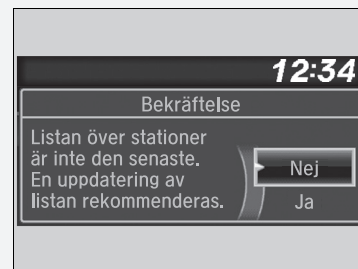 12:34
Bekräftelse
Listan över stationer
är inte den senaste.
En uppdatering av
listan rekommenderas.
Nej
Ja